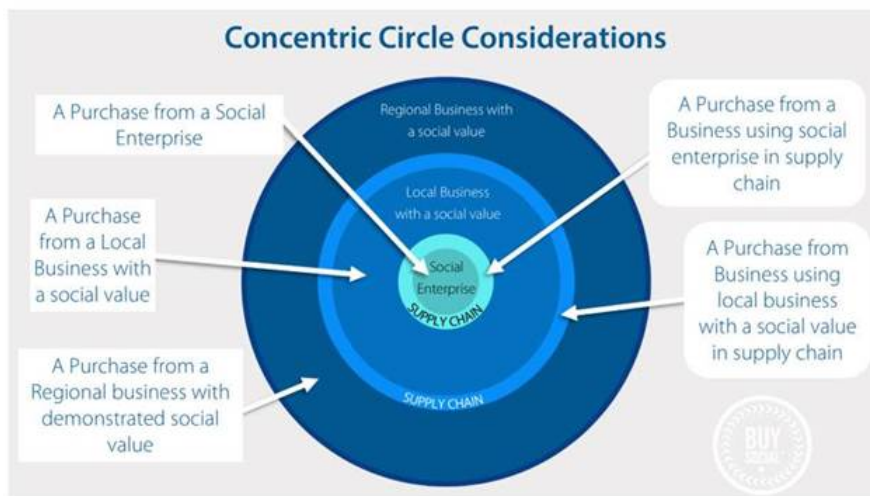 Concentric Circle Considerations
A Purchase from a Social
Enterprise
A Purchase
from a Local
Business with
a social value
A Purchase from a
Regional business with
demonstrated social
value
Regional Business with
a social value
Local Business
with a social value
Social
Enterprise
SUPPLY CHAIN
SUPPLY CHAIN
A Purchase from a
Business using social
enterprise in supply
chain
A Purchase from
Business using
local business
with a social value
in supply chain
BUY
SOCIAL